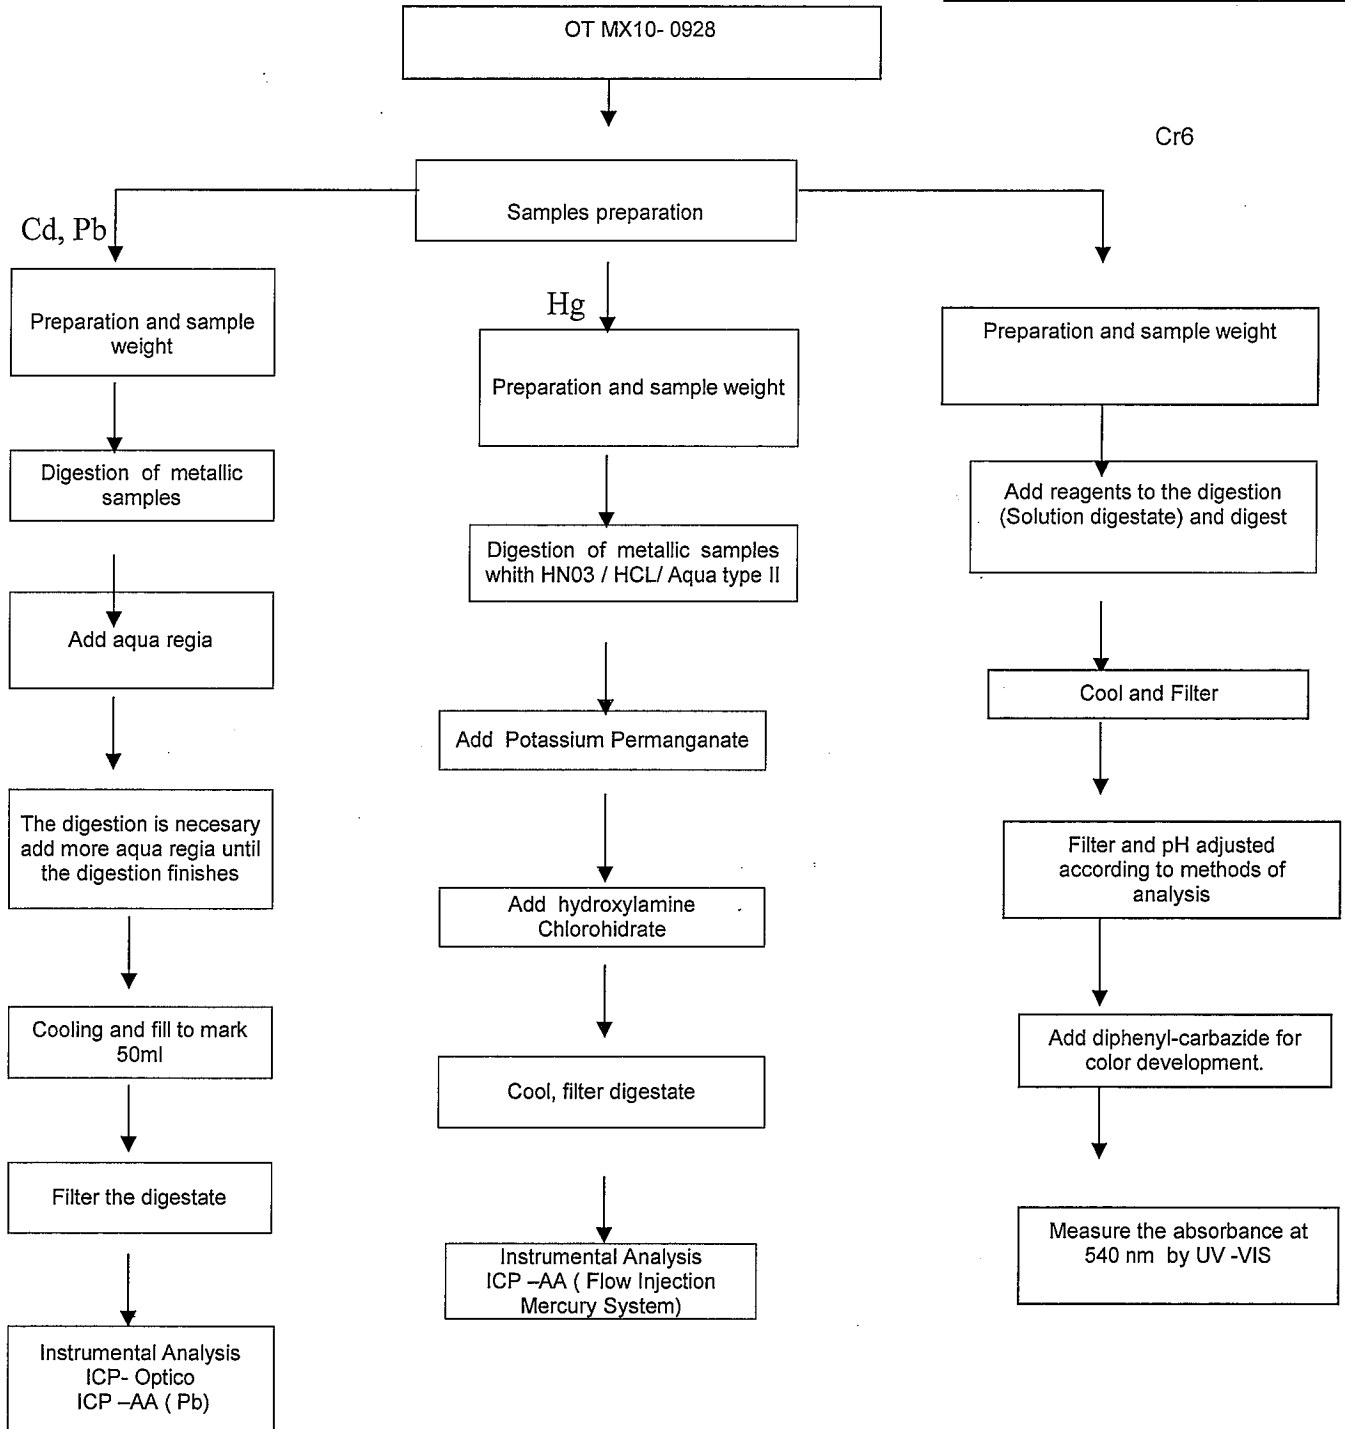 OT MX10- 0928
Cr6
Samples preparation
Cd, Pb
Preparation and sample
weight
Digestion of metallic
samples
Add aqua regia
The digestion is necesary
add more aqua regia until
the digestion finishes
Cooling and fill to mark
50ml
Filter the digestate
Instrumental Analysis
ICP- Optico
ICP –AA ( Pb)
Hg
Preparation and sample weight
Digestion of metallic samples
whith HN03 / HCL/ Aqua type II
Add Potassium Permanganate
Add hydroxylamine
Chlorohidrate
Cool, filter digestate
Instrumental Analysis
ICP –AA ( Flow Injection
Mercury System)
Preparation and sample weight
Add reagents to the digestion
(Solution digestate) and digest
Cool and Filter
Filter and pH adjusted
according to methods of
analysis
Add diphenyl-carbazide for
color development.
Measure the absorbance at
540 nm by UV -VIS